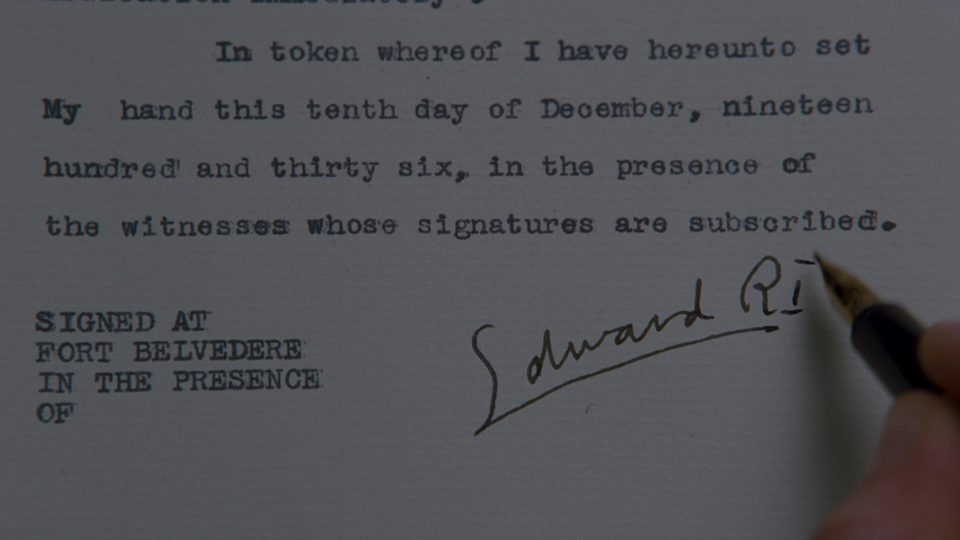 In token whereof I have hereunto set
My hand this tenth day of December, nineteen
hundred and thirty six, in the presence of
the witnesses whose signatures are subscribed.
Edward RI
SIGNED AT
FORT BELVEDERE
IN THE PRESENCE
OF